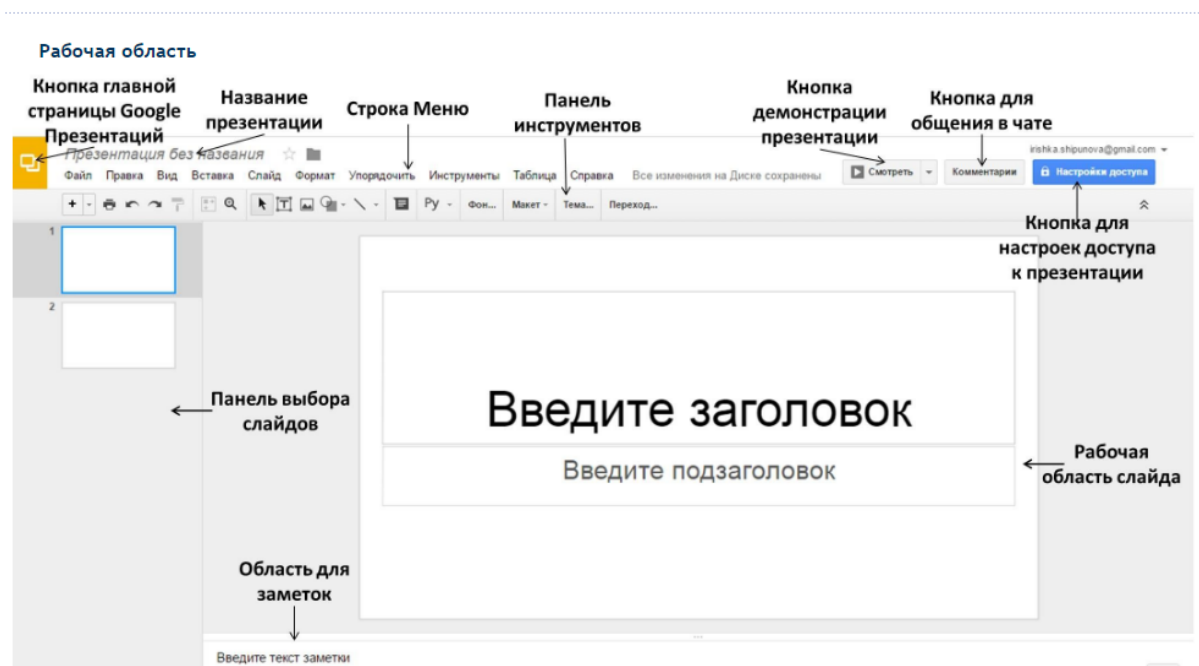 Рабочая область
Кнопка главной
страницы Google
Презентаций
Название
презентации
Строка Меню
Панель
инструментов
Кнопка
демонстрации
презентации
Кнопка для
общения в чате
irishka.shipunova@gmail.com
Презентация без названия
Файл Правка Вид Вставка Слайд Формат Упорядочить Инструменты Таблица Справка Все изменения на Диске сохранены
Смотреть
Комментарии
Настройки доступа
Ру Фон... Макет Тема... Переход...
Кнопка для
настроек доступа
к презентации
1
2
Панель выбора
слайдов
Введите заголовок
Введите подзаголовок
Рабочая
область слайда
Область для
заметок
Введите текст заметки